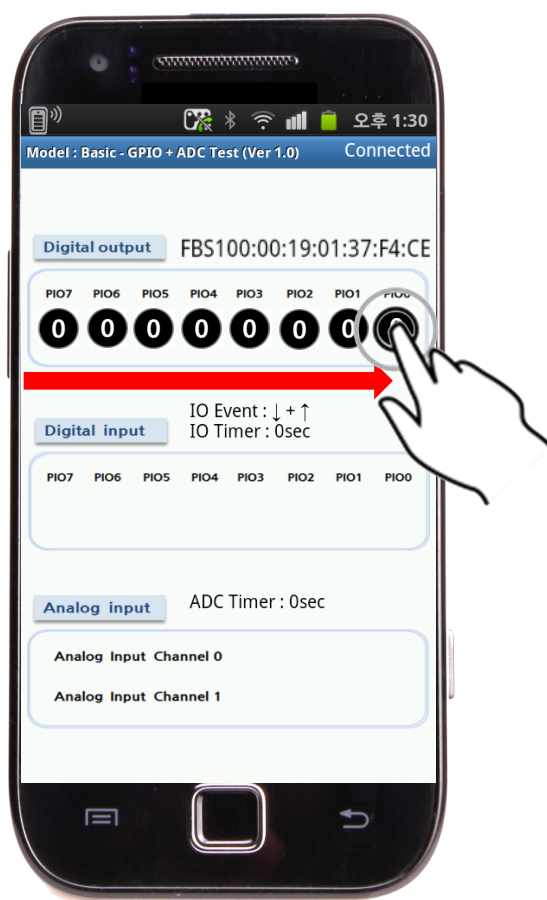 오후 1:30
Model : Basic - GPIO + ADC Test (Ver 1.0) Connected
Digital output FBS100:00:19:01:37:F4:CE
PIO7 PIO6 PIO5 PIO4 PIO3 PIO2 PIO1 PIO0
0 0 0 0 0 0 0
IO Event : ↓ + ↑
Digital input IO Timer : 0sec
PIO7 PIO6 PIO5 PIO4 PIO3 PIO2 PIO1 PIO0
Analog input ADC Timer : 0sec
Analog Input Channel 0
Analog Input Channel 1